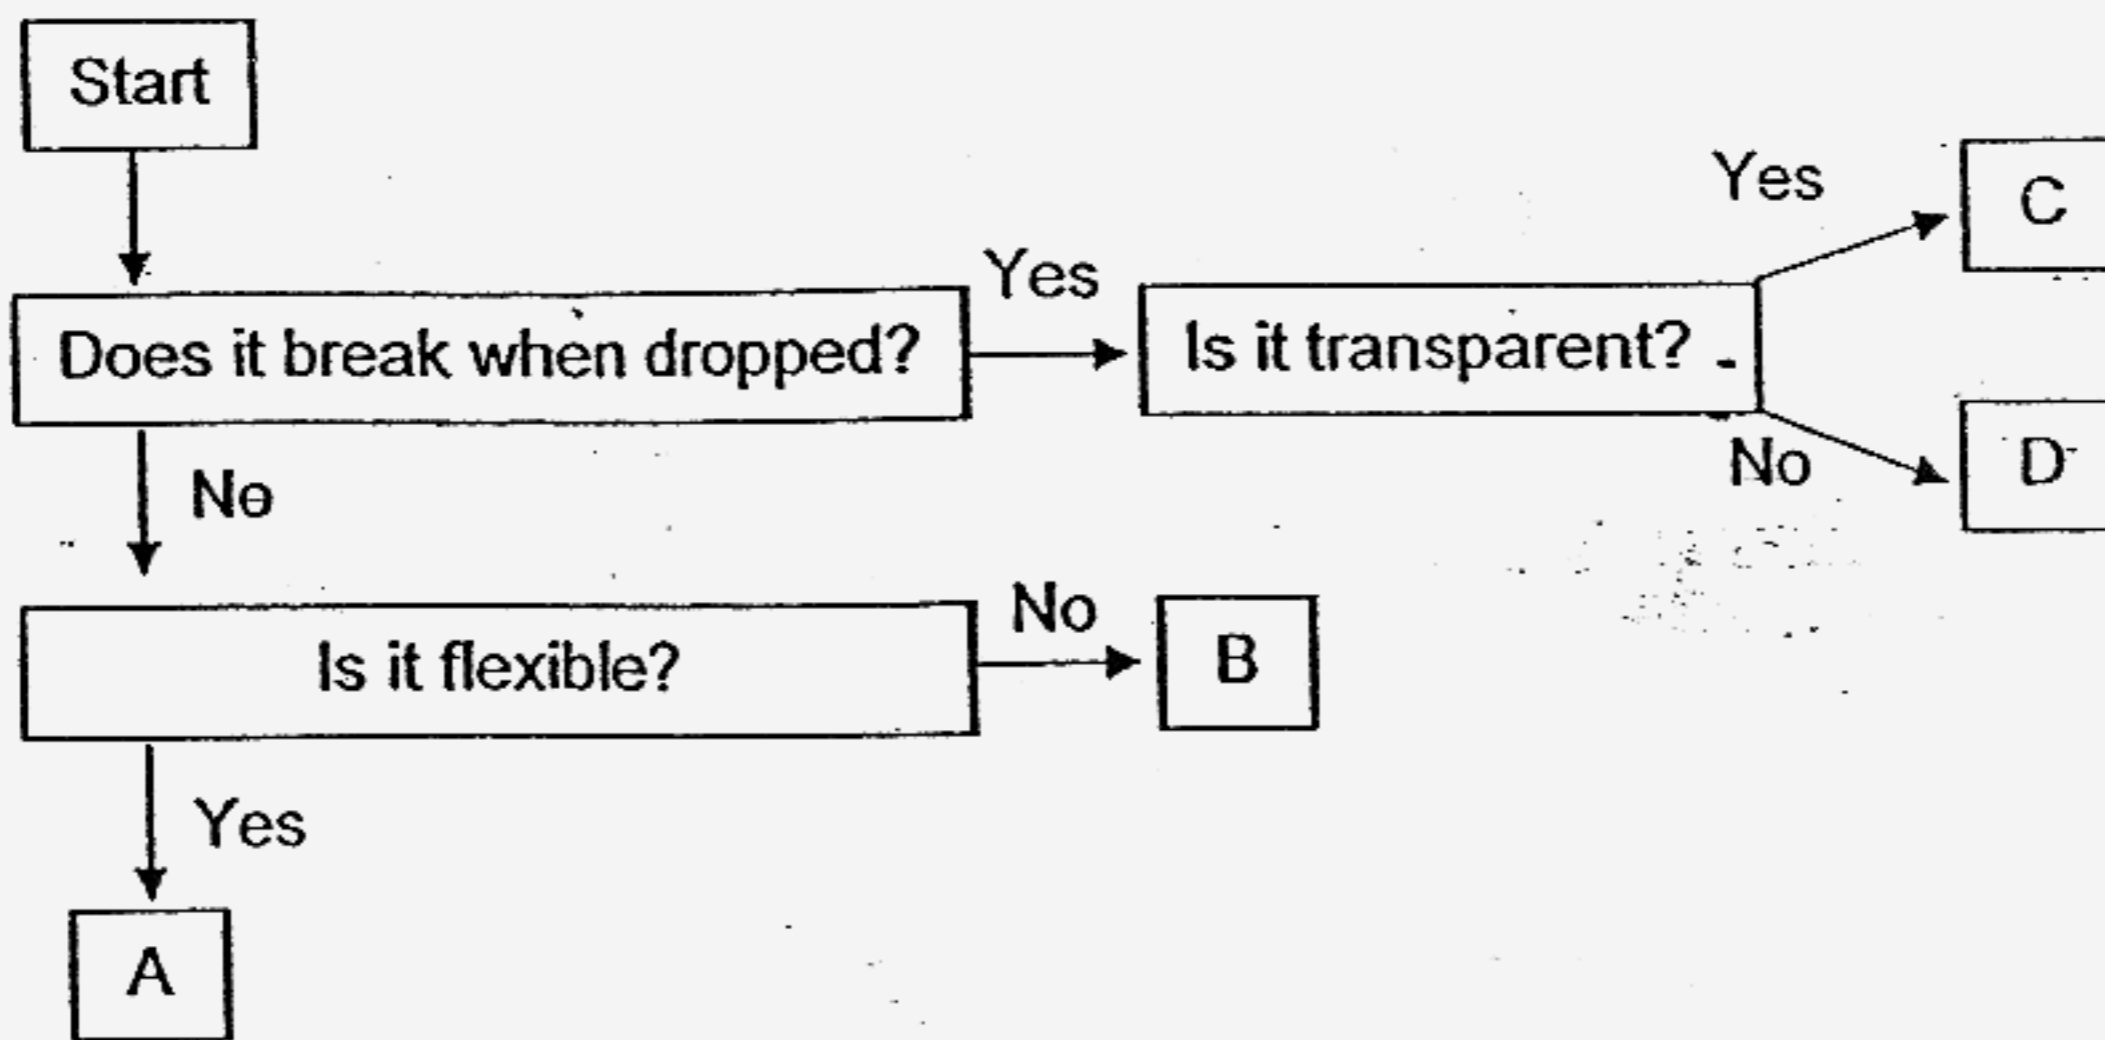 Start
Yes
C
Yes
Does it break when dropped?
Is it transparent?
No
D
No
No
Is it flexible?
B
Yes
A